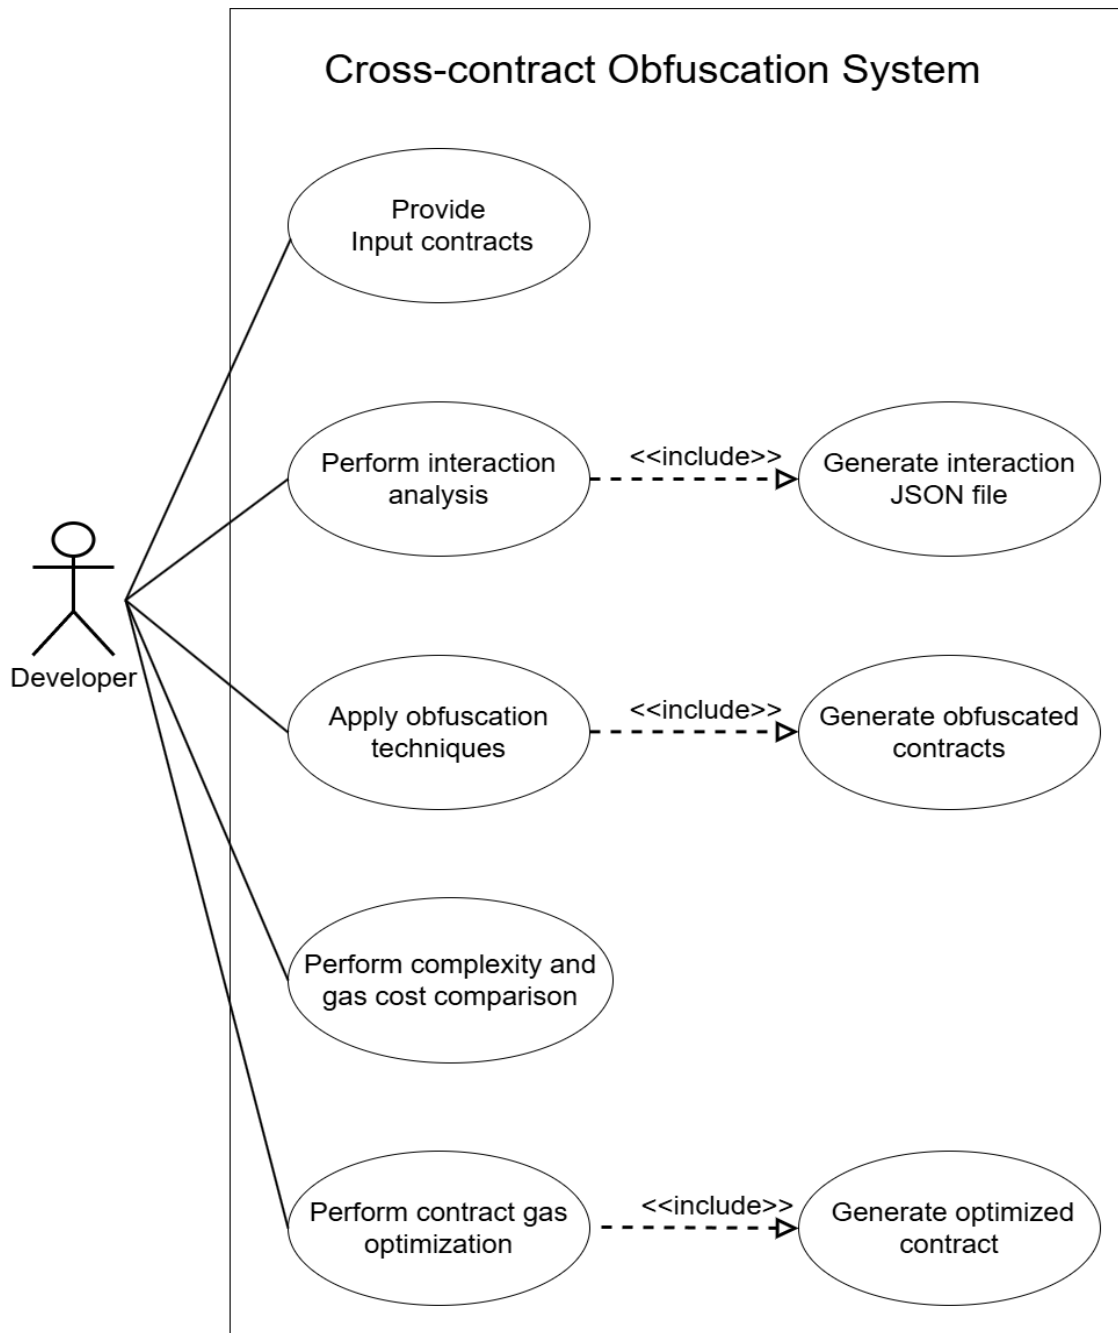 Cross-contract Obfuscation System
Provide
Input contracts
Perform interaction
analysis
<<include>>
Generate interaction
JSON file
Developer
Apply obfuscation
techniques
<<include>>
Generate obfuscated
contracts
Perform complexity and
gas cost comparison
Perform contract gas
optimization
<<include>>
Generate optimized
contract